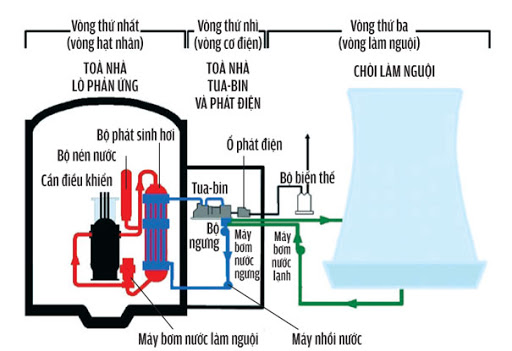 Vòng thứ nhất
(vòng hạt nhân)
Vòng thứ nhì
(vòng cơ điện)
Vòng thứ ba
(vòng làm nguội)
TOÀ NHÀ
LÒ PHẢN ỨNG
TOÀ NHÀ
TUA-BIN
VÀ PHÁT ĐIỆN
CHÒI LÀM NGUỘI
Bộ phát sinh hơi
Bộ nén nước
Cần điều khiển
Ổ phát điện
Tua-bin
Bộ biện thế
Bộ
ngưng
Máy
bơm
nước
ngưng
Máy
bơm
nước
lạnh
Máy bơm nước làm nguội
Máy nhồi nước